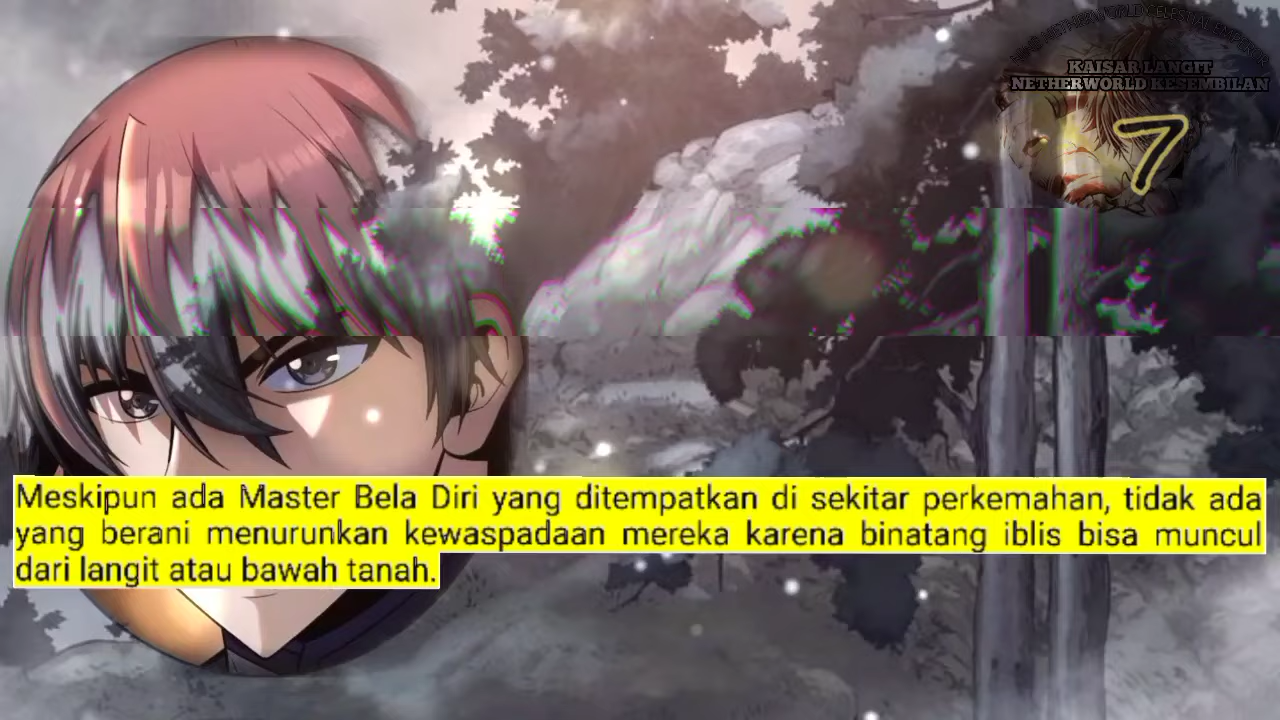 KAISAR LANGIT
NETHERWORLD KESEMBILAN
7
Meskipun ada Master Bela Diri yang ditempatkan di sekitar perkemahan, tidak ada
yang berani menurunkan kewaspadaan mereka karena binatang iblis bisa muncul
dari langit atau bawah tanah.